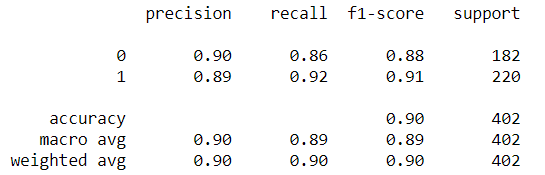 precision recall f1-score support
0 0.90 0.86 0.88 182
1 0.89 0.92 0.91 220
accuracy 0.90 402
macro avg 0.90 0.89 0.89 402
weighted avg 0.90 0.90 0.90 402